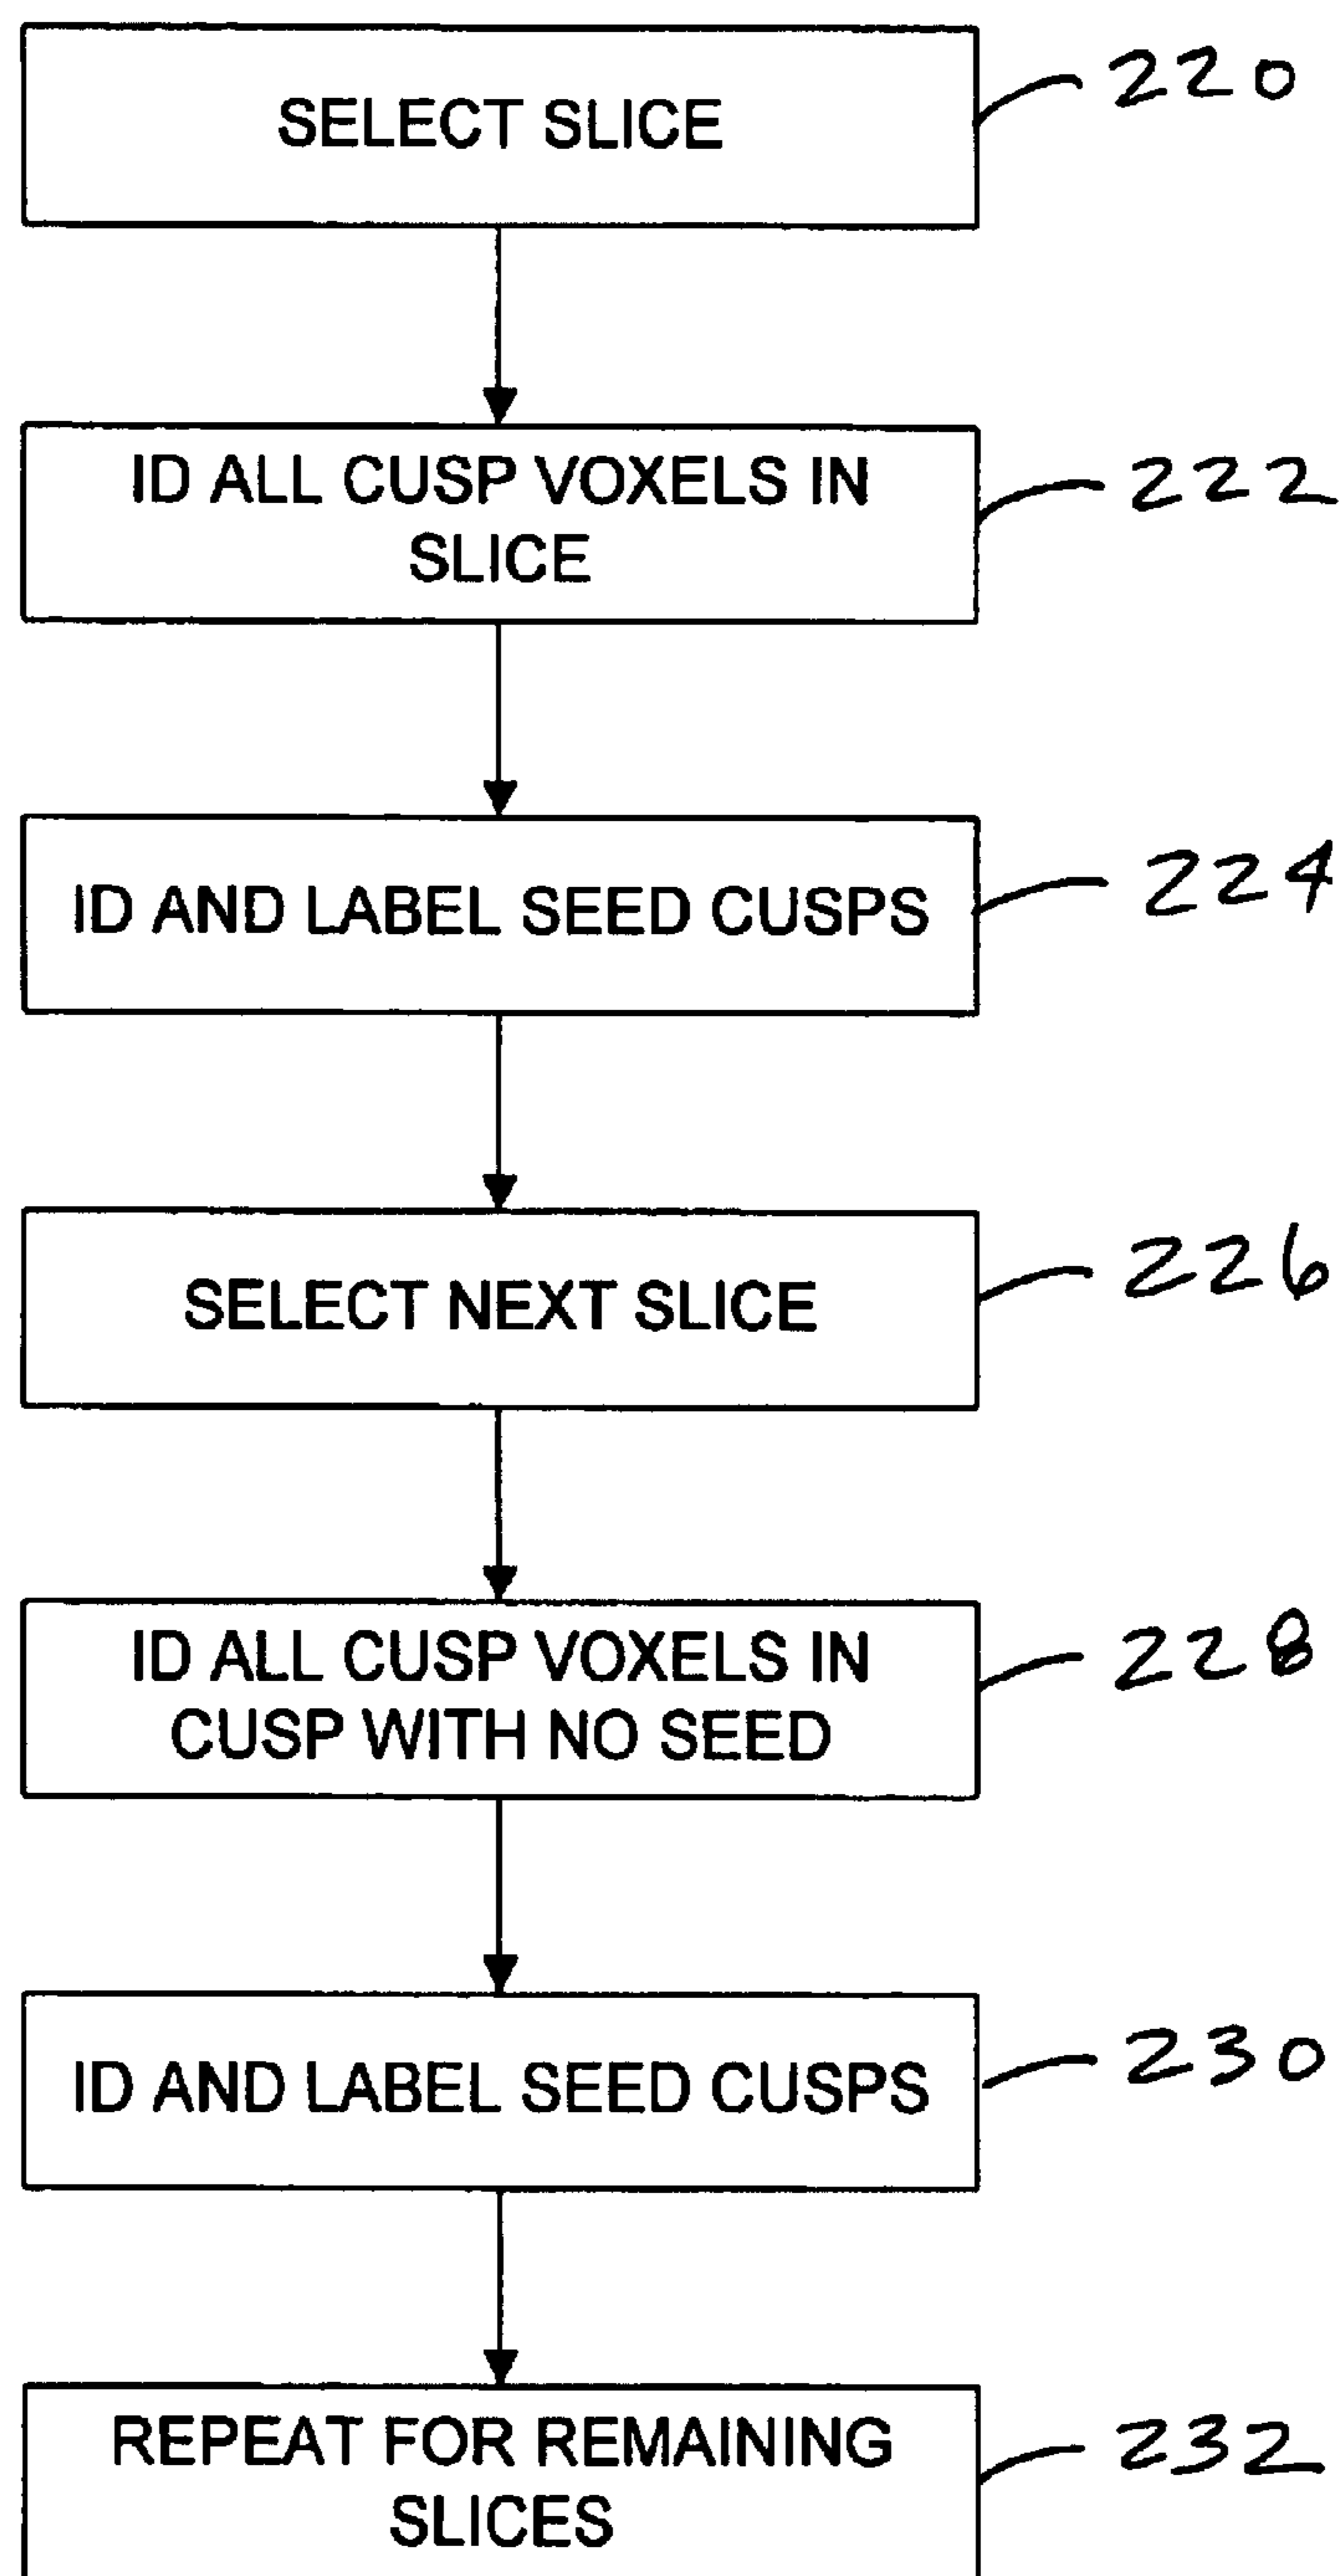 SELECT SLICE
220
ID ALL CUSP VOXELS IN
SLICE
222
ID AND LABEL SEED CUSPS
224
SELECT NEXT SLICE
226
ID ALL CUSP VOXELS IN
CUSP WITH NO SEED
228
ID AND LABEL SEED CUSPS
230
REPEAT FOR REMAINING
SLICES
232